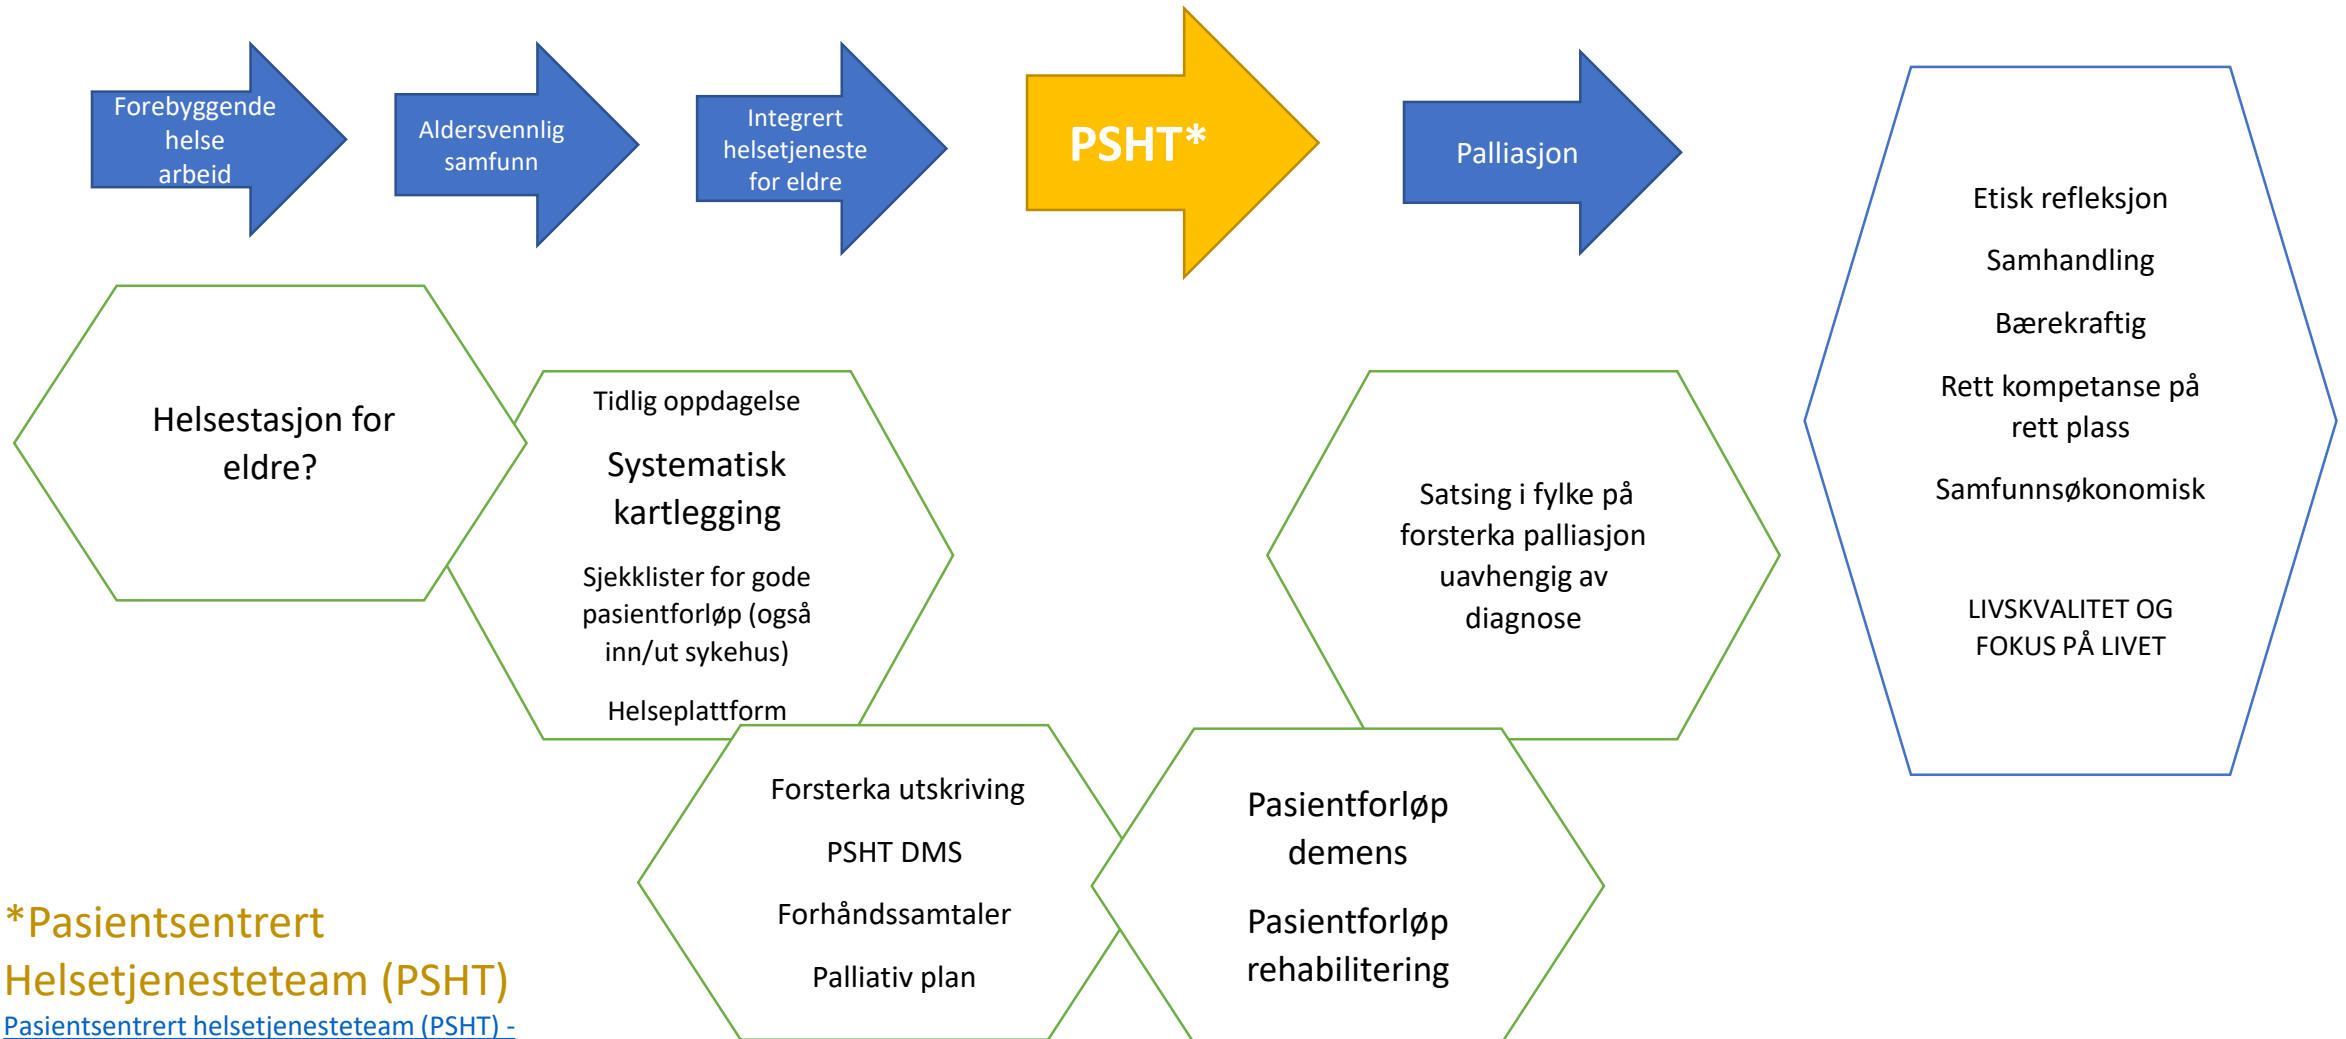 Forebyggende
helse
arbeid
Aldersvennlig
samfunn
Integrert
helsetjeneste
for eldre
PSHT*
Palliasjon
Helsestasjon for
eldre?
Tidlig oppdagelse
Systematisk
kartlegging
Sjekklister for gode
pasientforløp (også
inn/ut sykehus)
Helseplattform
Forsterka utskriving
PSHT DMS
Forhåndssamtaler
Palliativ plan
Pasientforløp
demens
Pasientforløp
rehabilitering
Satsing i fylke på
forsterka palliasjon
uavhengig av
diagnose
Etisk refleksjon
Samhandling
Bærekraftig
Rett kompetanse på
rett plass
Samfunnsøkonomisk
LIVSKVALITET OG
FOKUS PÅ LIVET
*Pasientsentrert
Helsetjenesteteam (PSHT)
Pasientsentrert helsetjenesteteam (PSHT) -